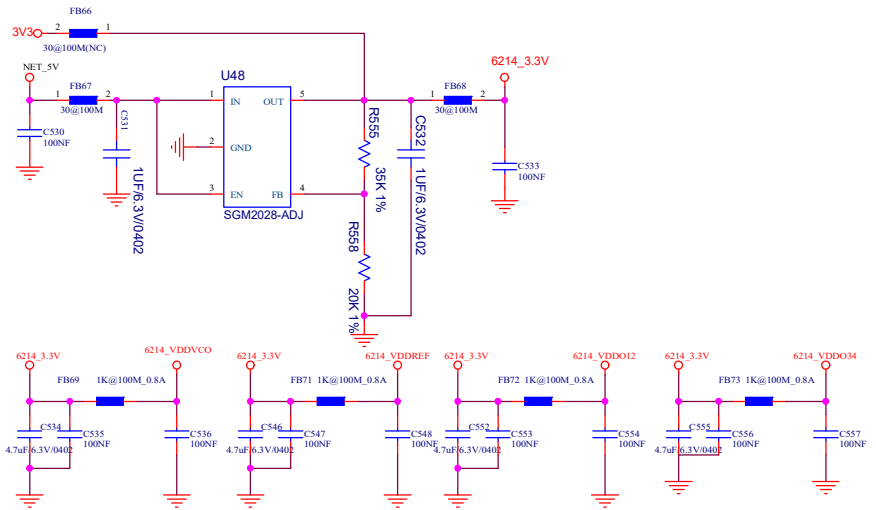 FB66
3V3
2
1
30@100M(NC)
NET_5V
FB67
1
2
30@100M
C530
100NF
C531
1UF/6.3V/0402
U48
1
IN
OUT
5
2
GND
3
EN
FB
4
SGM2028-ADJ
R555
35K 1%
R558
20K 1%
C532
1UF/6.3V/0402
FB68
1
2
30@100M
6214_3.3V
C533
100NF
6214_3.3V
6214_VDDVCO
FB69
1K@100M_0.8A
C534
4.7uF/6.3V/0402
C535
100NF
C536
100NF
6214_3.3V
6214_VDDREF
FB71
1K@100M_0.8A
C546
4.7uF/6.3V/0402
C547
100NF
C548
100NF
6214_3.3V
6214_VDDO12
FB72
1K@100M_0.8A
C552
4.7uF/6.3V/0402
C553
100NF
C554
100NF
6214_3.3V
6214_VDDO34
FB73
1K@100M_0.8A
C555
4.7uF/6.3V/0402
C556
100NF
C557
100NF